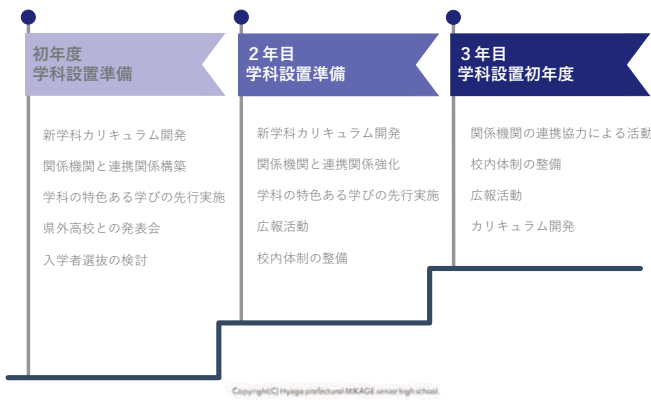 初年度
学科設置準備
新学科カリキュラム開発
関係機関と連携関係構築
学科の特色ある学びの先行実施
県外高校との発表会
入学者選抜の検討
２年目
学科設置準備
新学科カリキュラム開発
関係機関と連携関係強化
学科の特色ある学びの先行実施
広報活動
校内体制の整備
３年目
学科設置初年度
関係機関の連携協力による活動
校内体制の整備
広報活動
カリキュラム開発
Copyright(C) Hyogo prefectural MIKAGE senior high school.